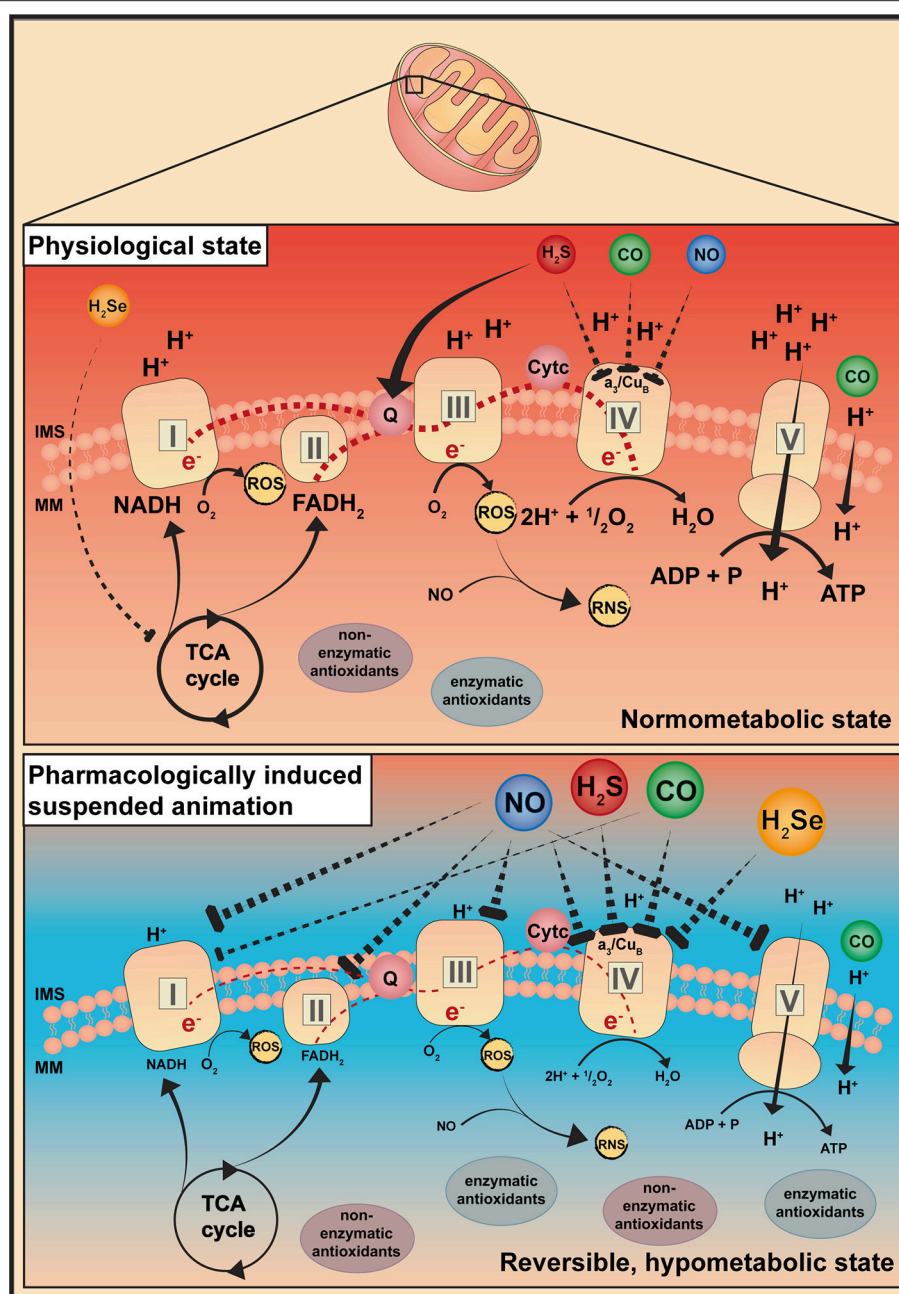 Physiological state
H₂S
CO
NO
H₂Se
H⁺
H⁺
H⁺
H⁺
H⁺
H⁺
H⁺
H⁺
H⁺
H⁺
CO
Cytc
a₃/Cu_B
Q
I
II
III
IV
V
IMS
MM
e⁻
e⁻
e⁻
H⁺
H⁺
NADH
O₂
ROS
FADH₂
O₂
ROS
2H⁺ + ¹/₂O₂
H₂O
ADP + P
H⁺
ATP
NO
RNS
TCA
cycle
non-
enzymatic
antioxidants
enzymatic
antioxidants
Normometabolic state
Pharmacologically induced
suspended animation
NO
H₂S
CO
H₂Se
H⁺
H⁺
H⁺
H⁺
H⁺
CO
H⁺
Cytc
a₃/Cu_B
Q
I
II
III
IV
V
IMS
MM
e⁻
e⁻
e⁻
NADH
O₂
ROS
FADH₂
O₂
ROS
2H⁺ + ¹/₂O₂
H₂O
H⁺
ADP + P
H⁺
ATP
NO
RNS
TCA
cycle
non-
enzymatic
antioxidants
enzymatic
antioxidants
non-
enzymatic
antioxidants
enzymatic
antioxidants
Reversible, hypometabolic state